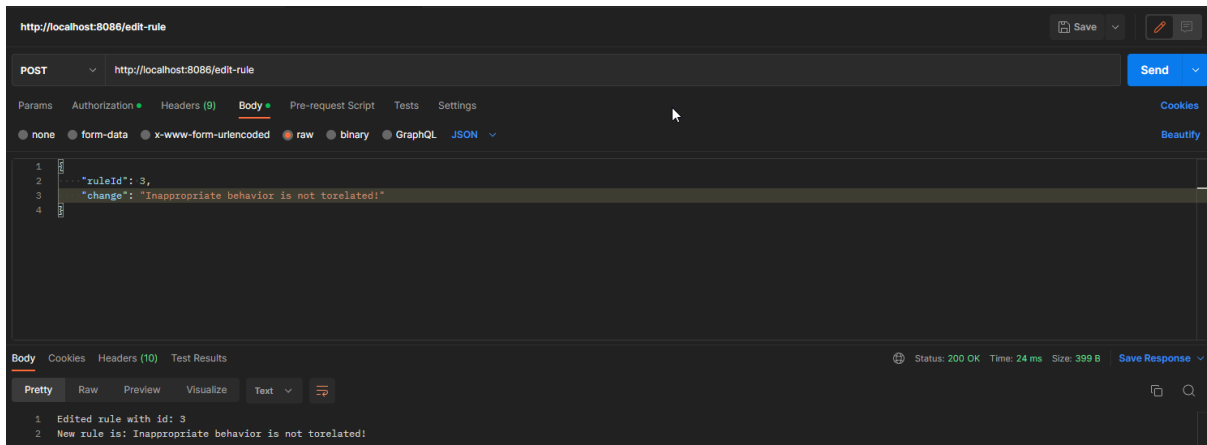 http://localhost:8086/edit-rule
Save
POST http://localhost:8086/edit-rule Send
Params Authorization Headers (9) Body Pre-request Script Tests Settings Cookies
none form-data x-www-form-urlencoded raw binary GraphQL JSON Beautify
1 {
2 ····"ruleId": 3,
3 "change": "Inappropriate behavior is not torelated!"
4 }
Body Cookies Headers (10) Test Results Status: 200 OK Time: 24 ms Size: 399 B Save Response
Pretty Raw Preview Visualize Text
1 Edited rule with id: 3
2 New rule is: Inappropriate behavior is not torelated!